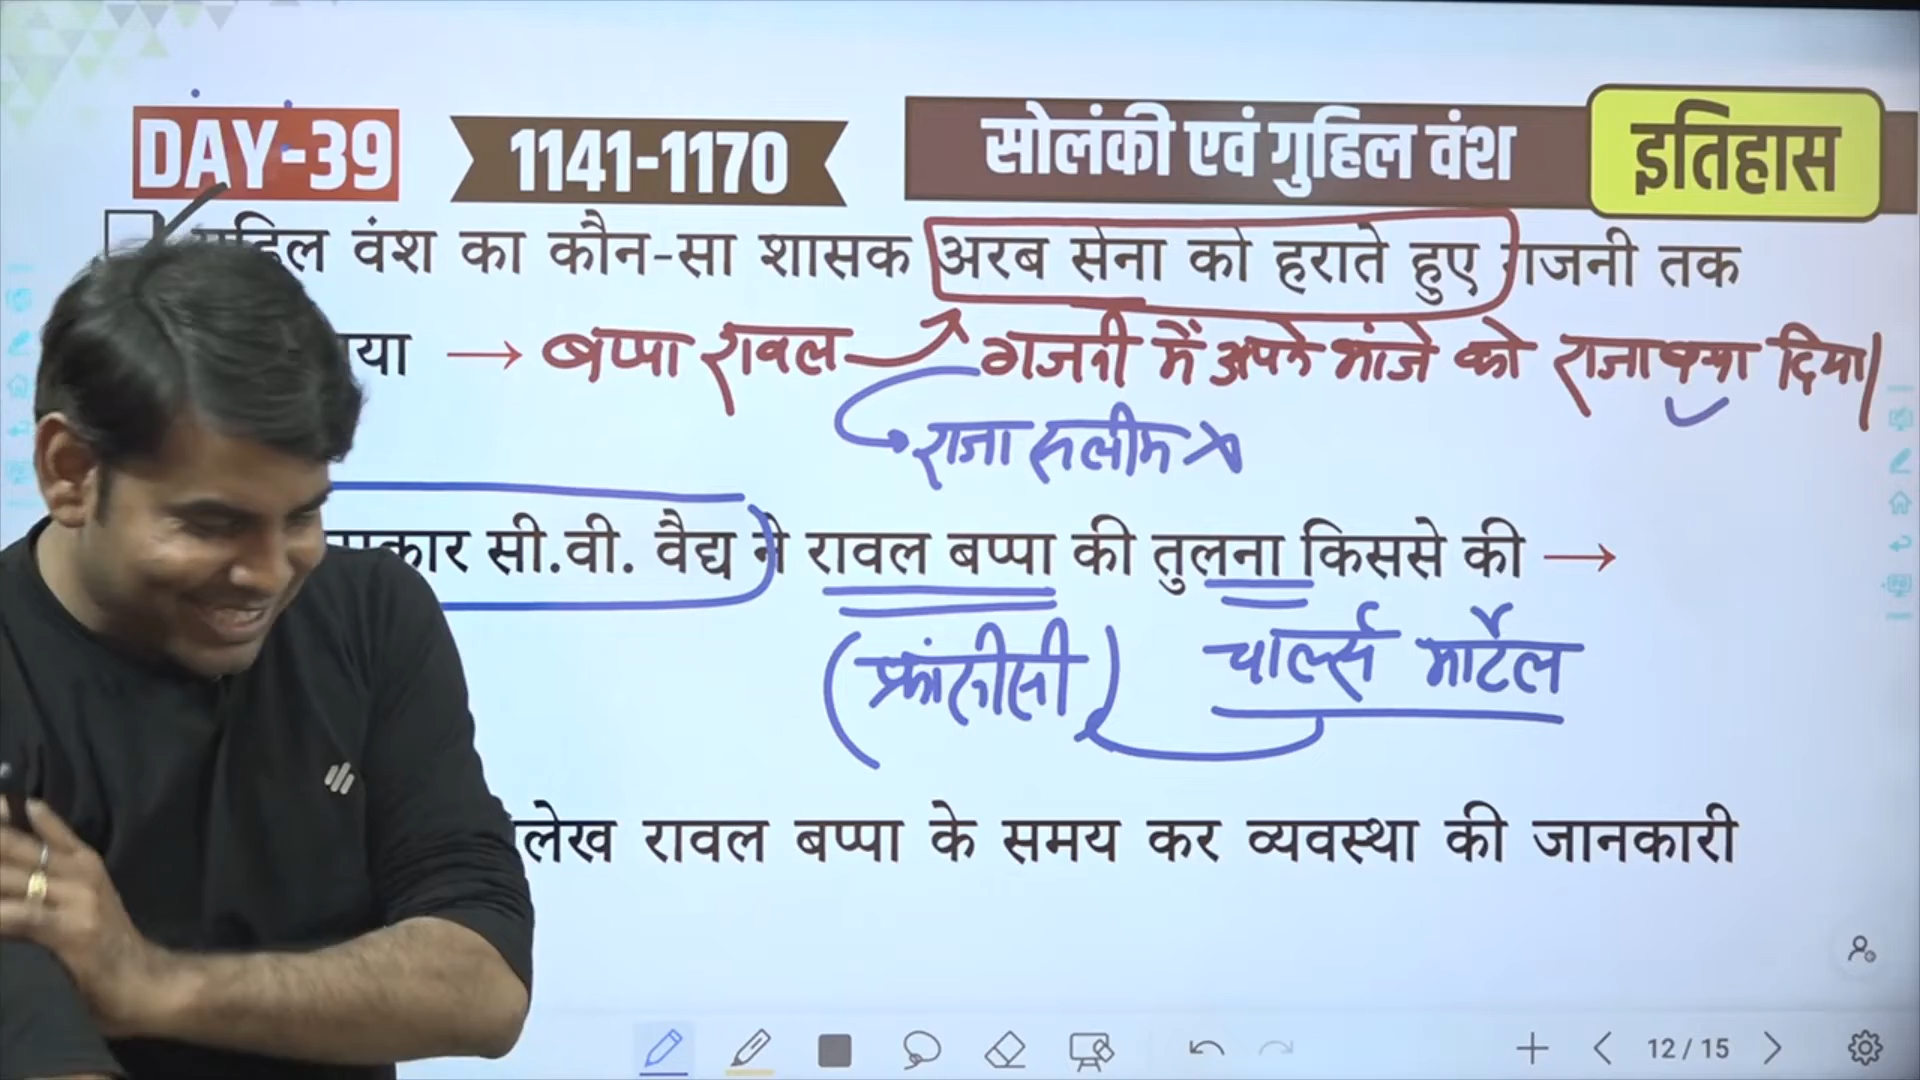 DAY-39
1141-1170
सोलंकी एवं गुहिल वंश
इतिहास
वंश का कौन-सा शासक अरब सेना को हराते हुए गजनी तक
→ बप्पा रावल → गजनी में अपने भांजे को राजा बना दिया।
राजा सलीम X
सी.वी. वैद्य ने रावल बप्पा की तुलना किससे की →
(फ्रांसीसी) चार्ल्स मार्टेल
रावल बप्पा के समय कर व्यवस्था की जानकारी
12 / 15